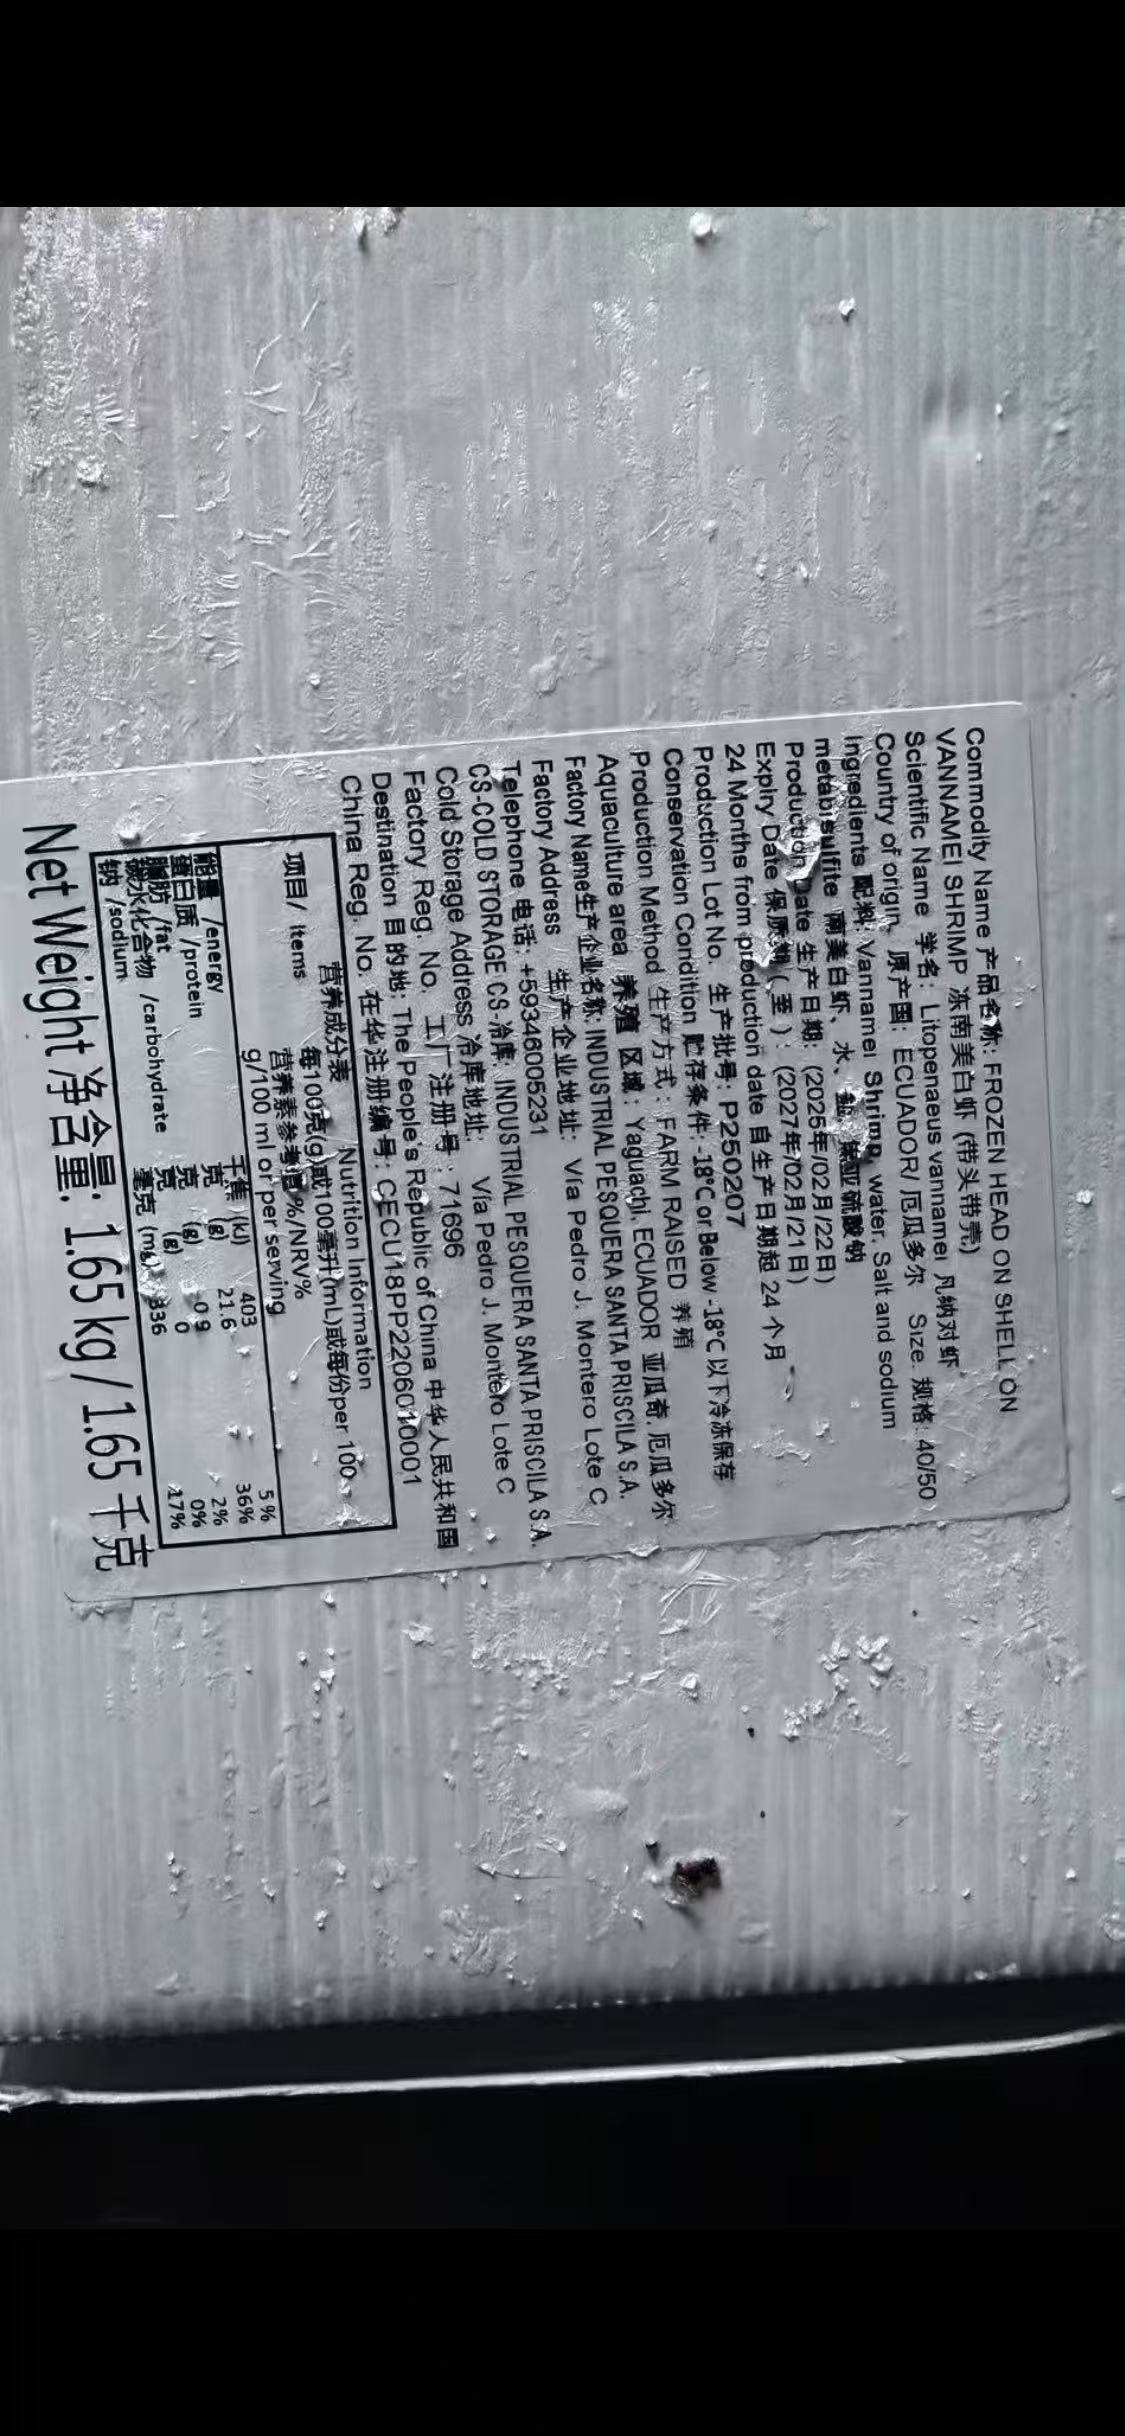 Commodity Name 产品名称: FROZEN HEAD ON SHELL ON
VANNAMEI SHRIMP 冻南美白虾 (带头带壳)
Scientific Name 学名: Litopenaeus vannamei 凡纳对虾
Country of origin 原产国: ECUADOR/ 厄瓜多尔 Size 规格: 40/50
Ingredients 配料: Vannamei Shrimp, water, Salt and sodium
metabisulfite 南美白虾、水、盐、焦亚硫酸钠
Production Date 生产日期: (2025年/02月/22日)
Expiry Date 保质期(至): (2027年/02月/21日)
24 Months from production date 自生产日期起 24 个月
Production Lot No. 生产批号: P250207
Conservation Condition 贮存条件: -18°C or Below -18°C 以下冷冻保存
Production Method 生产方式: FARM RAISED 养殖
Aquaculture area 养殖 区域: Yaguachi, ECUADOR 亚瓜奇, 厄瓜多尔
Factory Name生产企业名称: INDUSTRIAL PESQUERA SANTA PRISCILA S.A.
Factory Address 生产企业地址: Vía Pedro J. Montero Lote C
Telephone 电话: +59346005231
CS-COLD STORAGE CS-冷库: INDUSTRIAL PESQUERA SANTA PRISCILA S.A.
Cold Storage Address 冷库地址: Vía Pedro J. Montero Lote C
Factory Reg. No. 工厂注册号: 71696
Destination 目的地: The People's Republic of China 中华人民共和国
China Reg. No. 在华注册编号: CECU18PP2206010001
营养成分表 Nutrition Information
项目/ items 每100克(g)或100毫升(mL)或每份per 100
营养素参考值%/NRV%
g/100 ml or per serving
能量 /energy 千焦 (kJ) 403 5%
蛋白质 /protein 克 (g) 21.6 36%
脂肪 /fat 克 (g) 0.9 2%
碳水化合物 /carbohydrate 克 (g) 0 0%
钠 /sodium 毫克 (mg) 336 17%
Net Weight 净含量: 1.65 kg / 1.65 千克